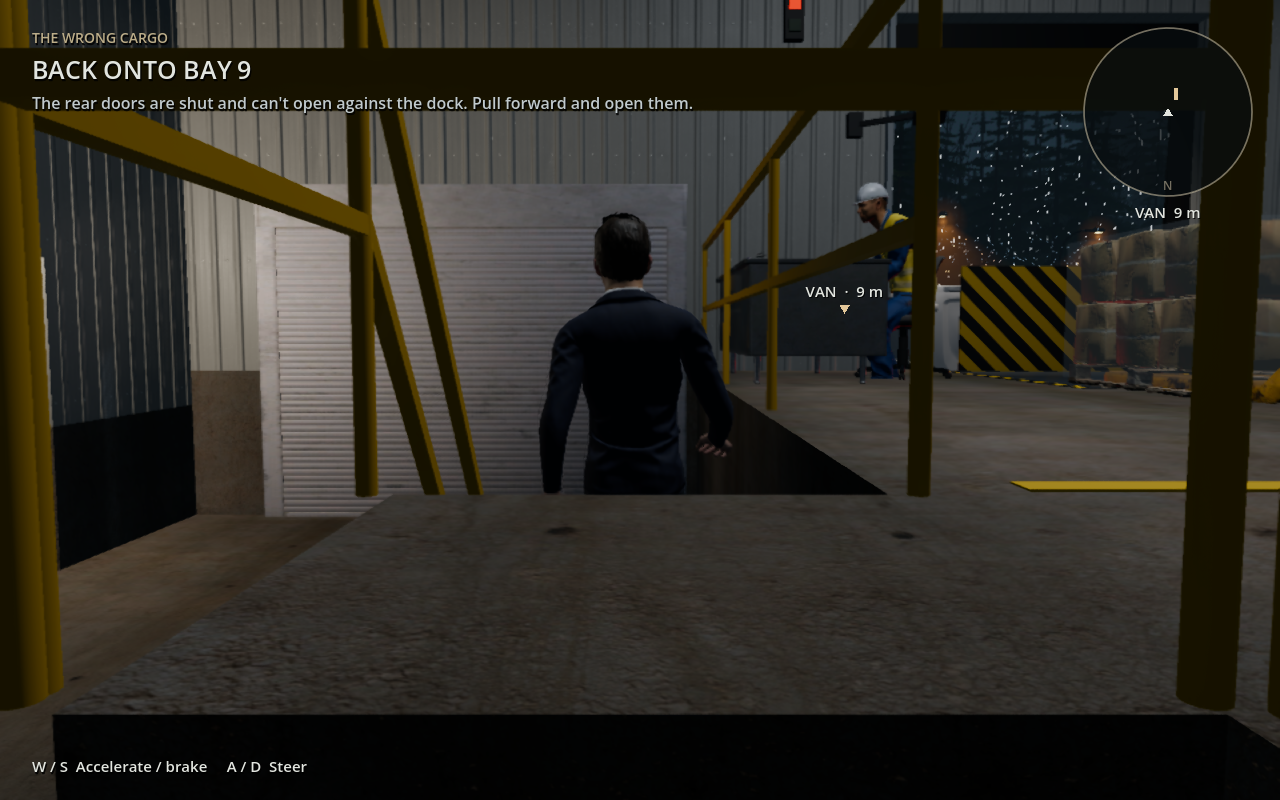 THE WRONG CARGO
BACK ONTO BAY 9
The rear doors are shut and can't open against the dock. Pull forward and open them.
N
VAN 9 m
VAN · 9 m
W / S Accelerate / brake A / D Steer